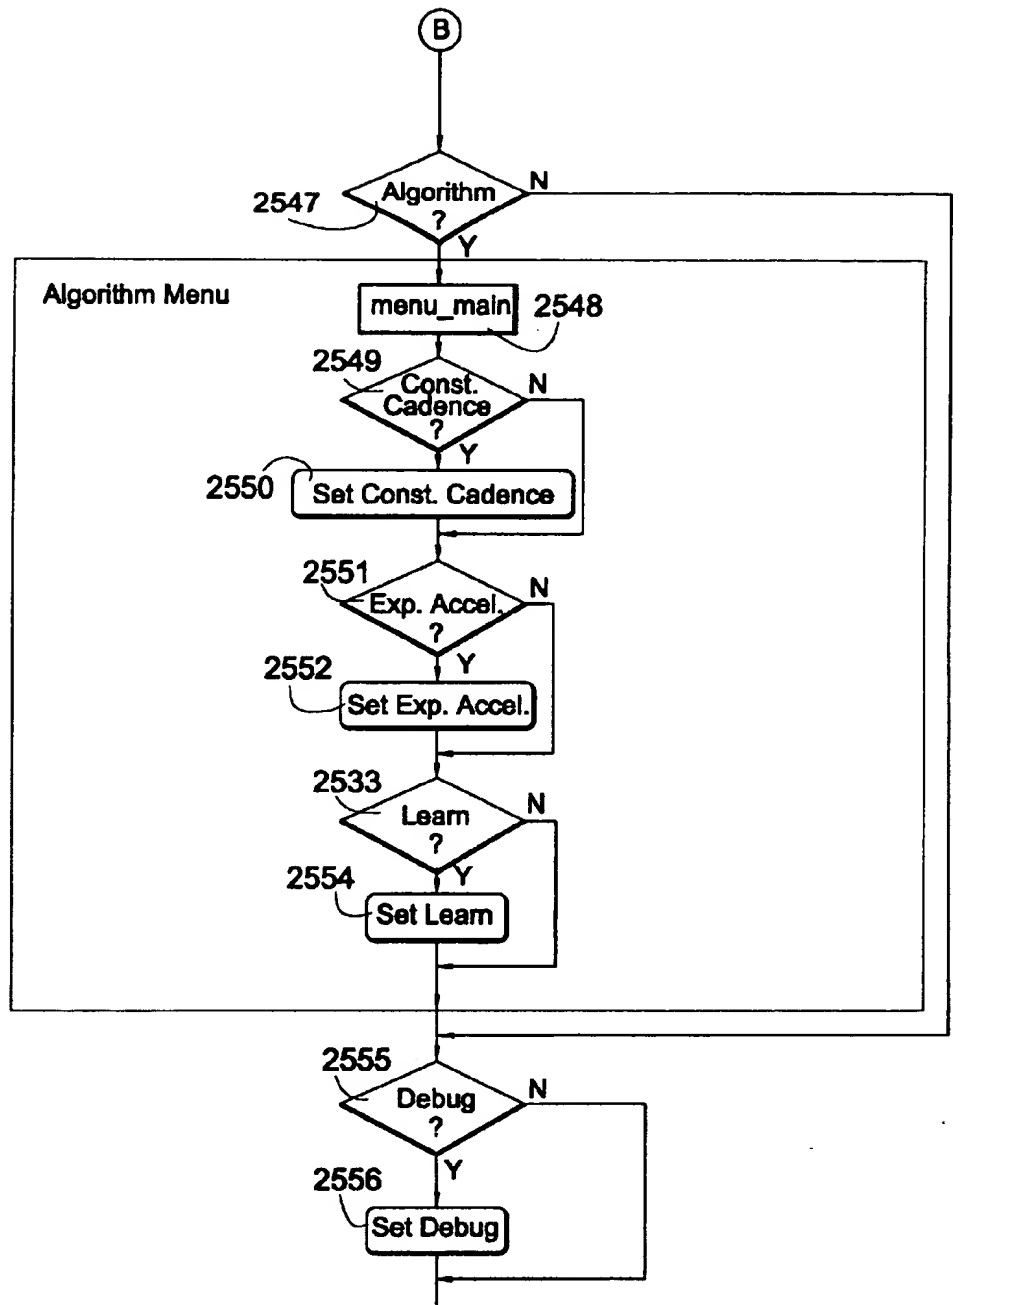 B
Algorithm
?
N
2547
Y
Algorithm Menu
menu_main
2548
2549
Const.
Cadence
?
N
Y
2550
Set Const. Cadence
2551
Exp. Accel.
?
N
Y
2552
Set Exp. Accel.
2533
Learn
?
N
Y
2554
Set Learn
2555
Debug
?
N
Y
2556
Set Debug